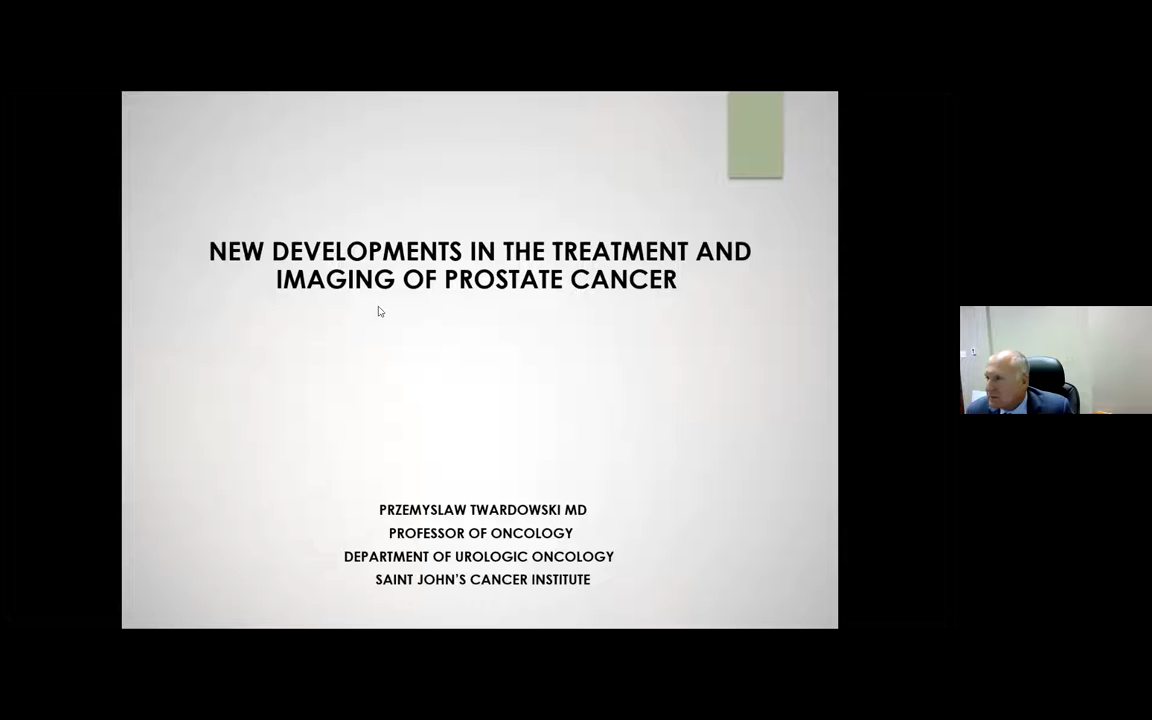 NEW DEVELOPMENTS IN THE TREATMENT AND
IMAGING OF PROSTATE CANCER
PRZEMYSLAW TWARDOWSKI MD
PROFESSOR OF ONCOLOGY
DEPARTMENT OF UROLOGIC ONCOLOGY
SAINT JOHN'S CANCER INSTITUTE